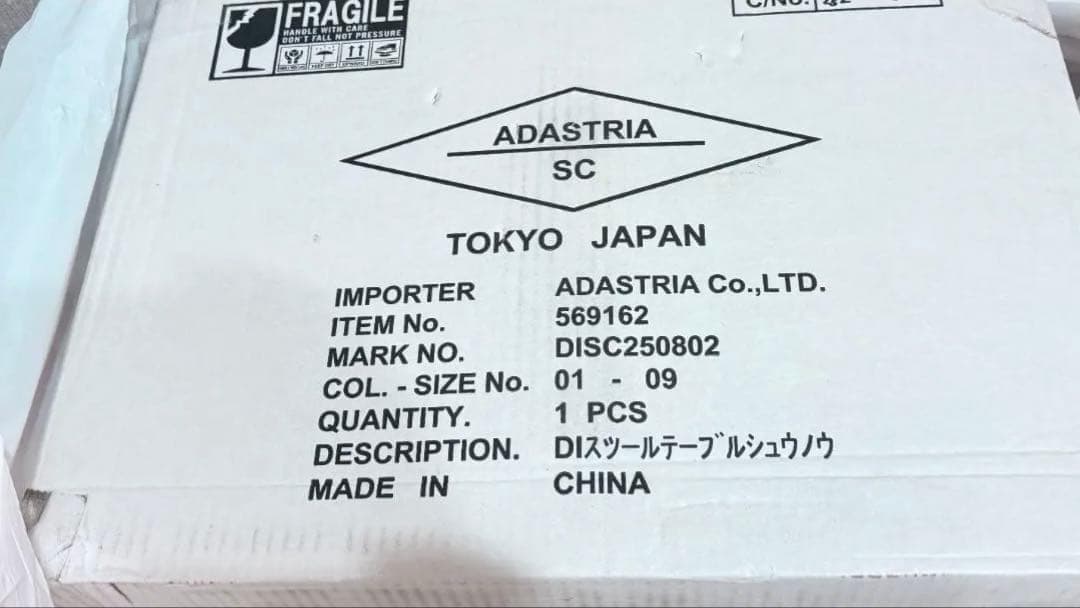 FRAGILE
HANDLE WITH CARE
DON'T FALL NOT PRESSURE
C/No.
ADASTRIA
SC
TOKYO JAPAN
IMPORTER ADASTRIA Co.,LTD.
ITEM No. 569162
MARK NO. DISC250802
COL. - SIZE No. 01 - 09
QUANTITY. 1 PCS
DESCRIPTION. DIスツールテーブルシュウノウ
MADE IN CHINA